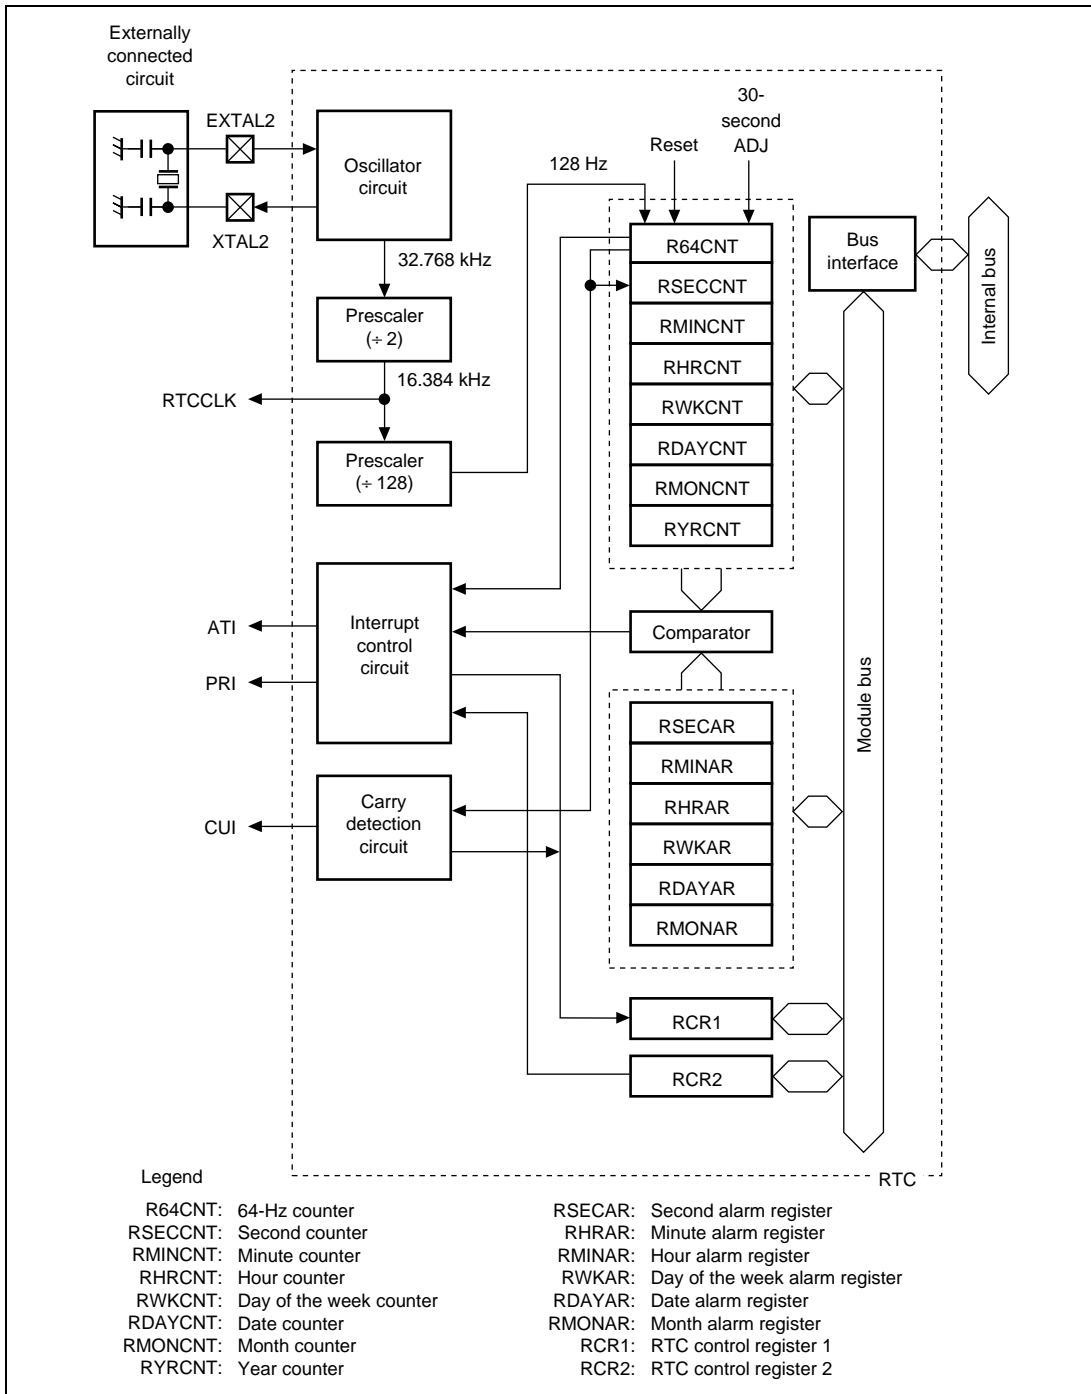 Externally
connected
circuit
EXTAL2
XTAL2
Oscillator
circuit
32.768 kHz
Prescaler
(÷ 2)
16.384 kHz
RTCCLK
Prescaler
(÷ 128)
128 Hz
Reset
30-
second
ADJ
R64CNT
RSECCNT
RMINCNT
RHRCNT
RWKCNT
RDAYCNT
RMONCNT
RYRCNT
Bus
interface
Internal bus
Module bus
ATI
PRI
Interrupt
control
circuit
Comparator
CUI
Carry
detection
circuit
RSECAR
RMINAR
RHRAR
RWKAR
RDAYAR
RMONAR
RCR1
RCR2
RTC
Legend
R64CNT: 64-Hz counter
RSECCNT: Second counter
RMINCNT: Minute counter
RHRCNT: Hour counter
RWKCNT: Day of the week counter
RDAYCNT: Date counter
RMONCNT: Month counter
RYRCNT: Year counter
RSECAR: Second alarm register
RHRAR: Minute alarm register
RMINAR: Hour alarm register
RWKAR: Day of the week alarm register
RDAYAR: Date alarm register
RMONAR: Month alarm register
RCR1: RTC control register 1
RCR2: RTC control register 2